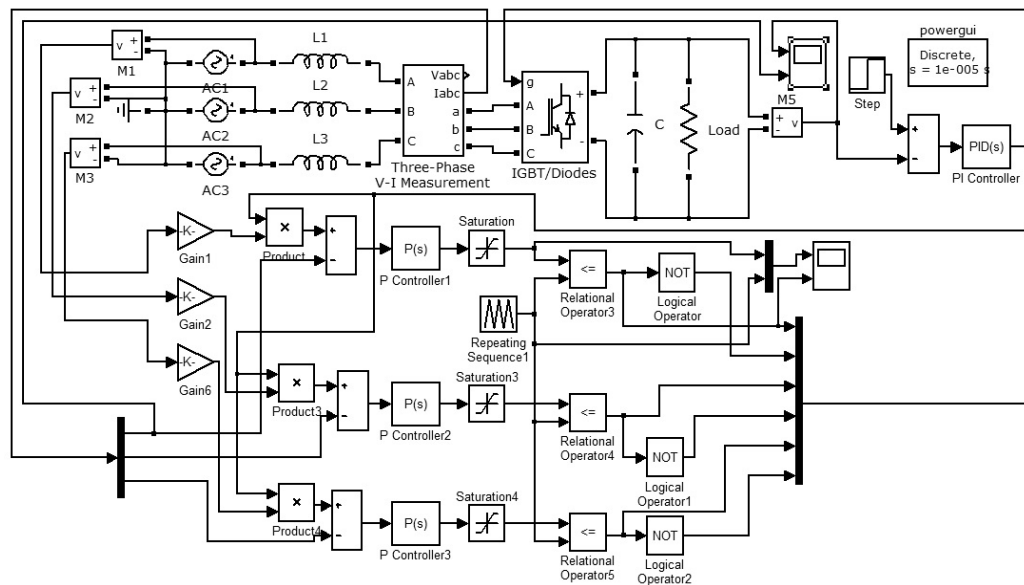 L1
powergui
v
+
-
M1
AC1
Vabc
Iabc
A
g
Discrete,
s = 1e-005 s
M5
Step
v
+
-
M2
L2
B
a
A
+
C
Load
+
-
v
+
-
PID(s)
PI Controller
AC2
b
B
v
+
-
M3
L3
C
c
C
-
AC3
Three-Phase
V-I Measurement
IGBT/Diodes
-K-
Gain1
×
Product
+
-
P(s)
P Controller1
Saturation
<=
Relational
Operator3
NOT
Logical
Operator
-K-
Gain2
Repeating
Sequence1
-K-
Gain6
×
Product3
+
-
P(s)
P Controller2
Saturation3
<=
Relational
Operator4
NOT
Logical
Operator1
×
Product4
+
-
P(s)
P Controller3
Saturation4
<=
Relational
Operator5
NOT
Logical
Operator2